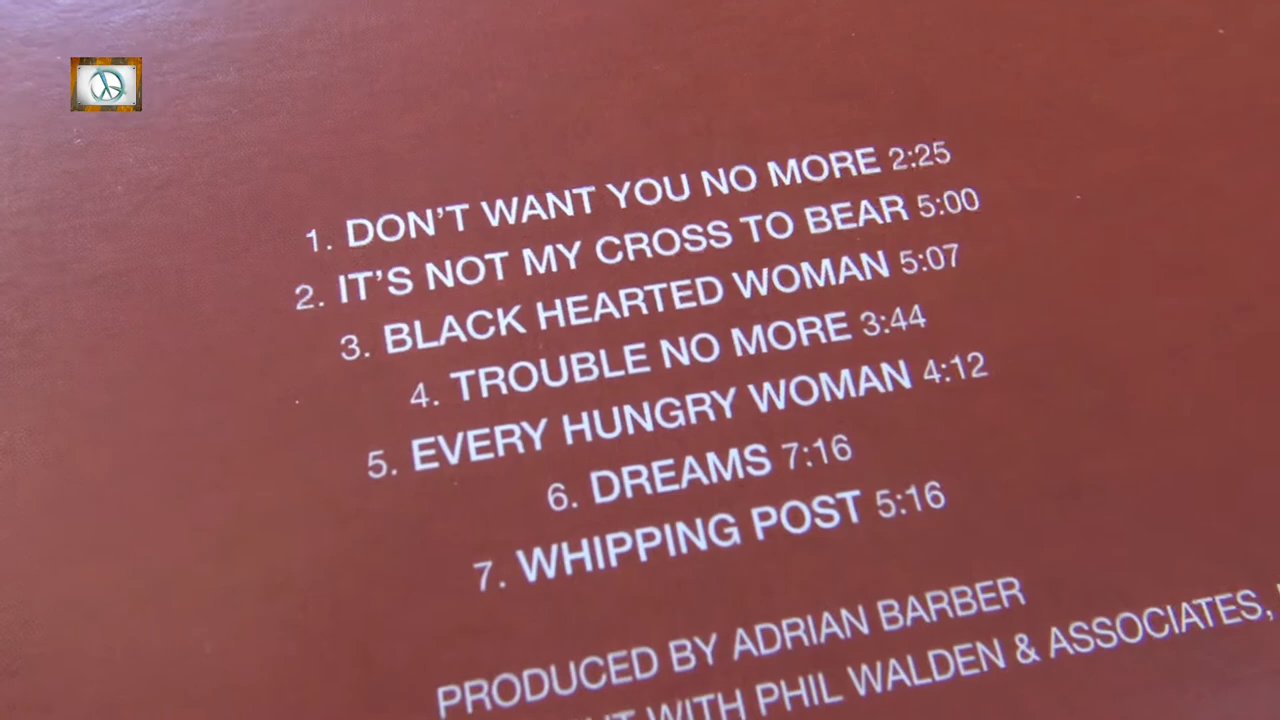 1. DON'T WANT YOU NO MORE 2:25
2. IT'S NOT MY CROSS TO BEAR 5:00
3. BLACK HEARTED WOMAN 5:07
4. TROUBLE NO MORE 3:44
5. EVERY HUNGRY WOMAN 4:12
6. DREAMS 7:16
7. WHIPPING POST 5:16
PRODUCED BY ADRIAN BARBER
WITH PHIL WALDEN & ASSOCIATES,